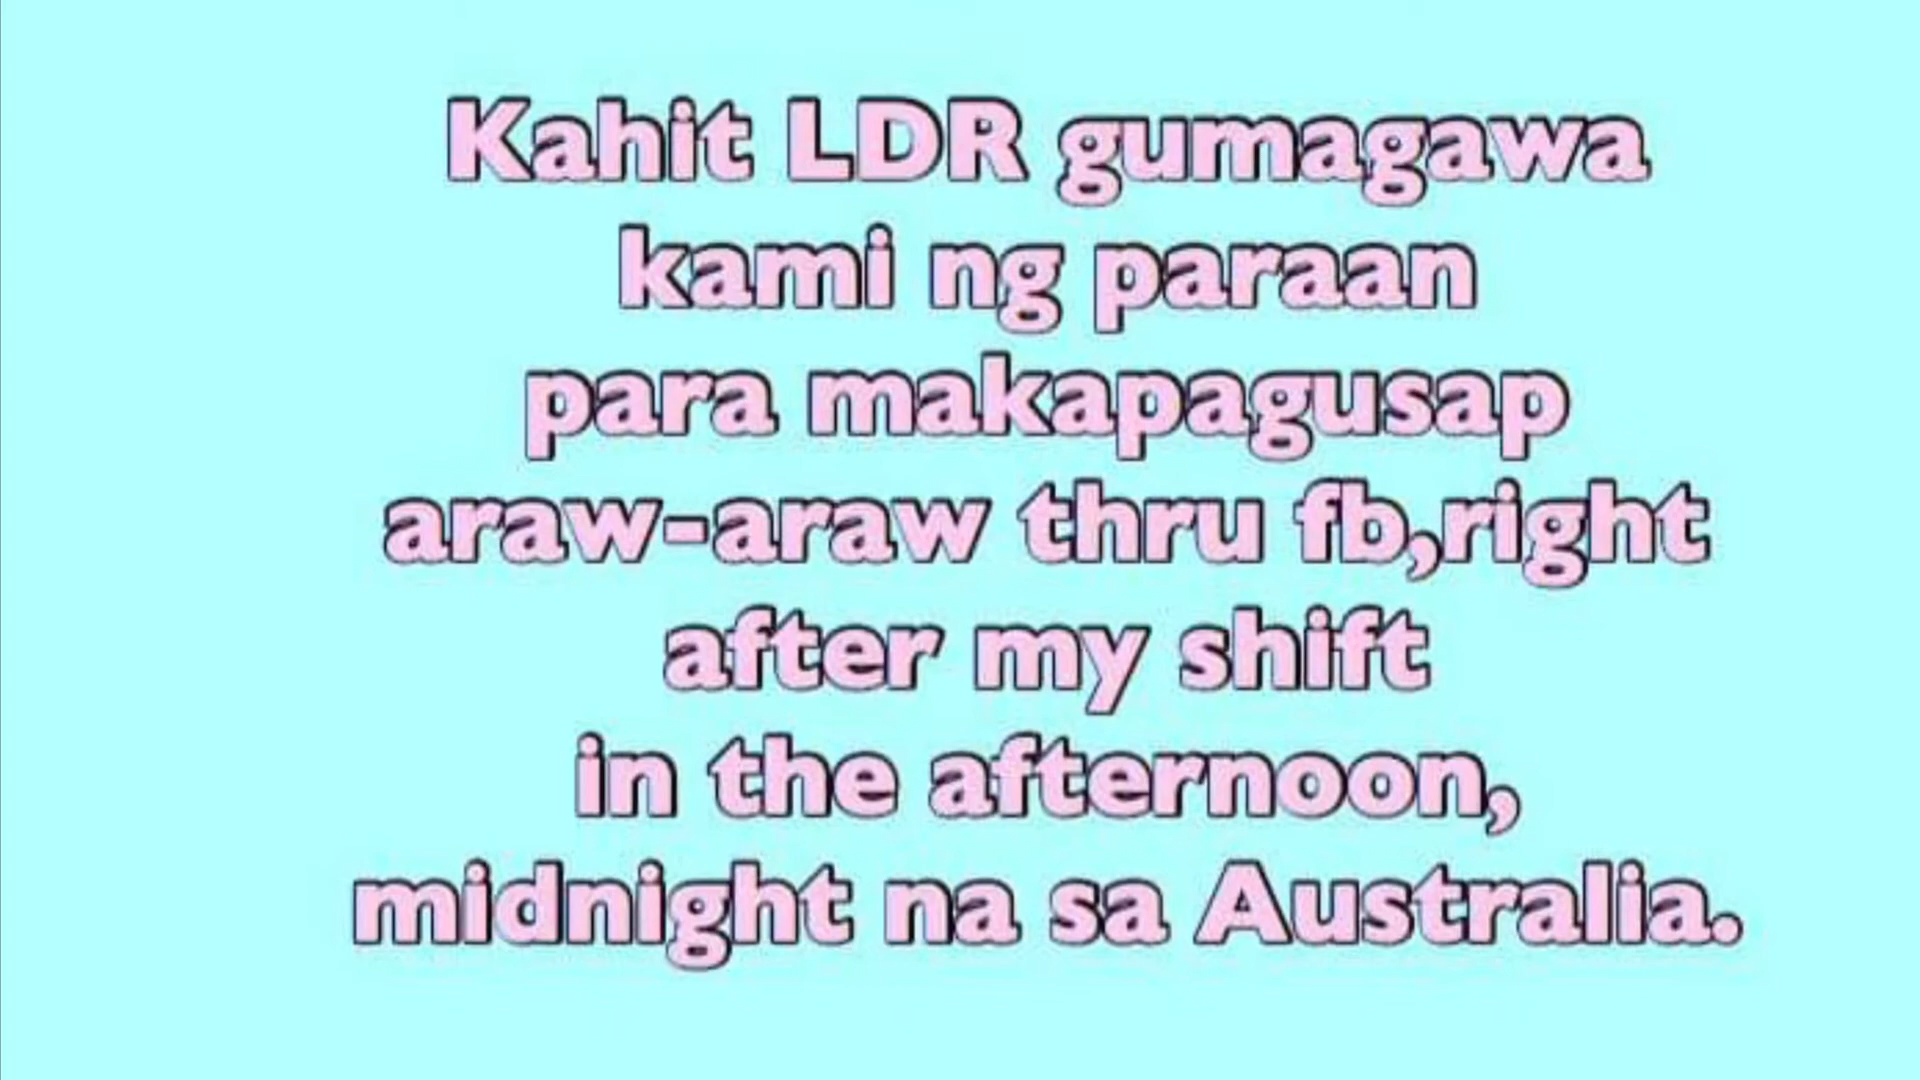 Kahit LDR gumagawa
kami ng paraan
para makapagusap
araw-araw thru fb,right
after my shift
in the afternoon,
midnight na sa Australia.